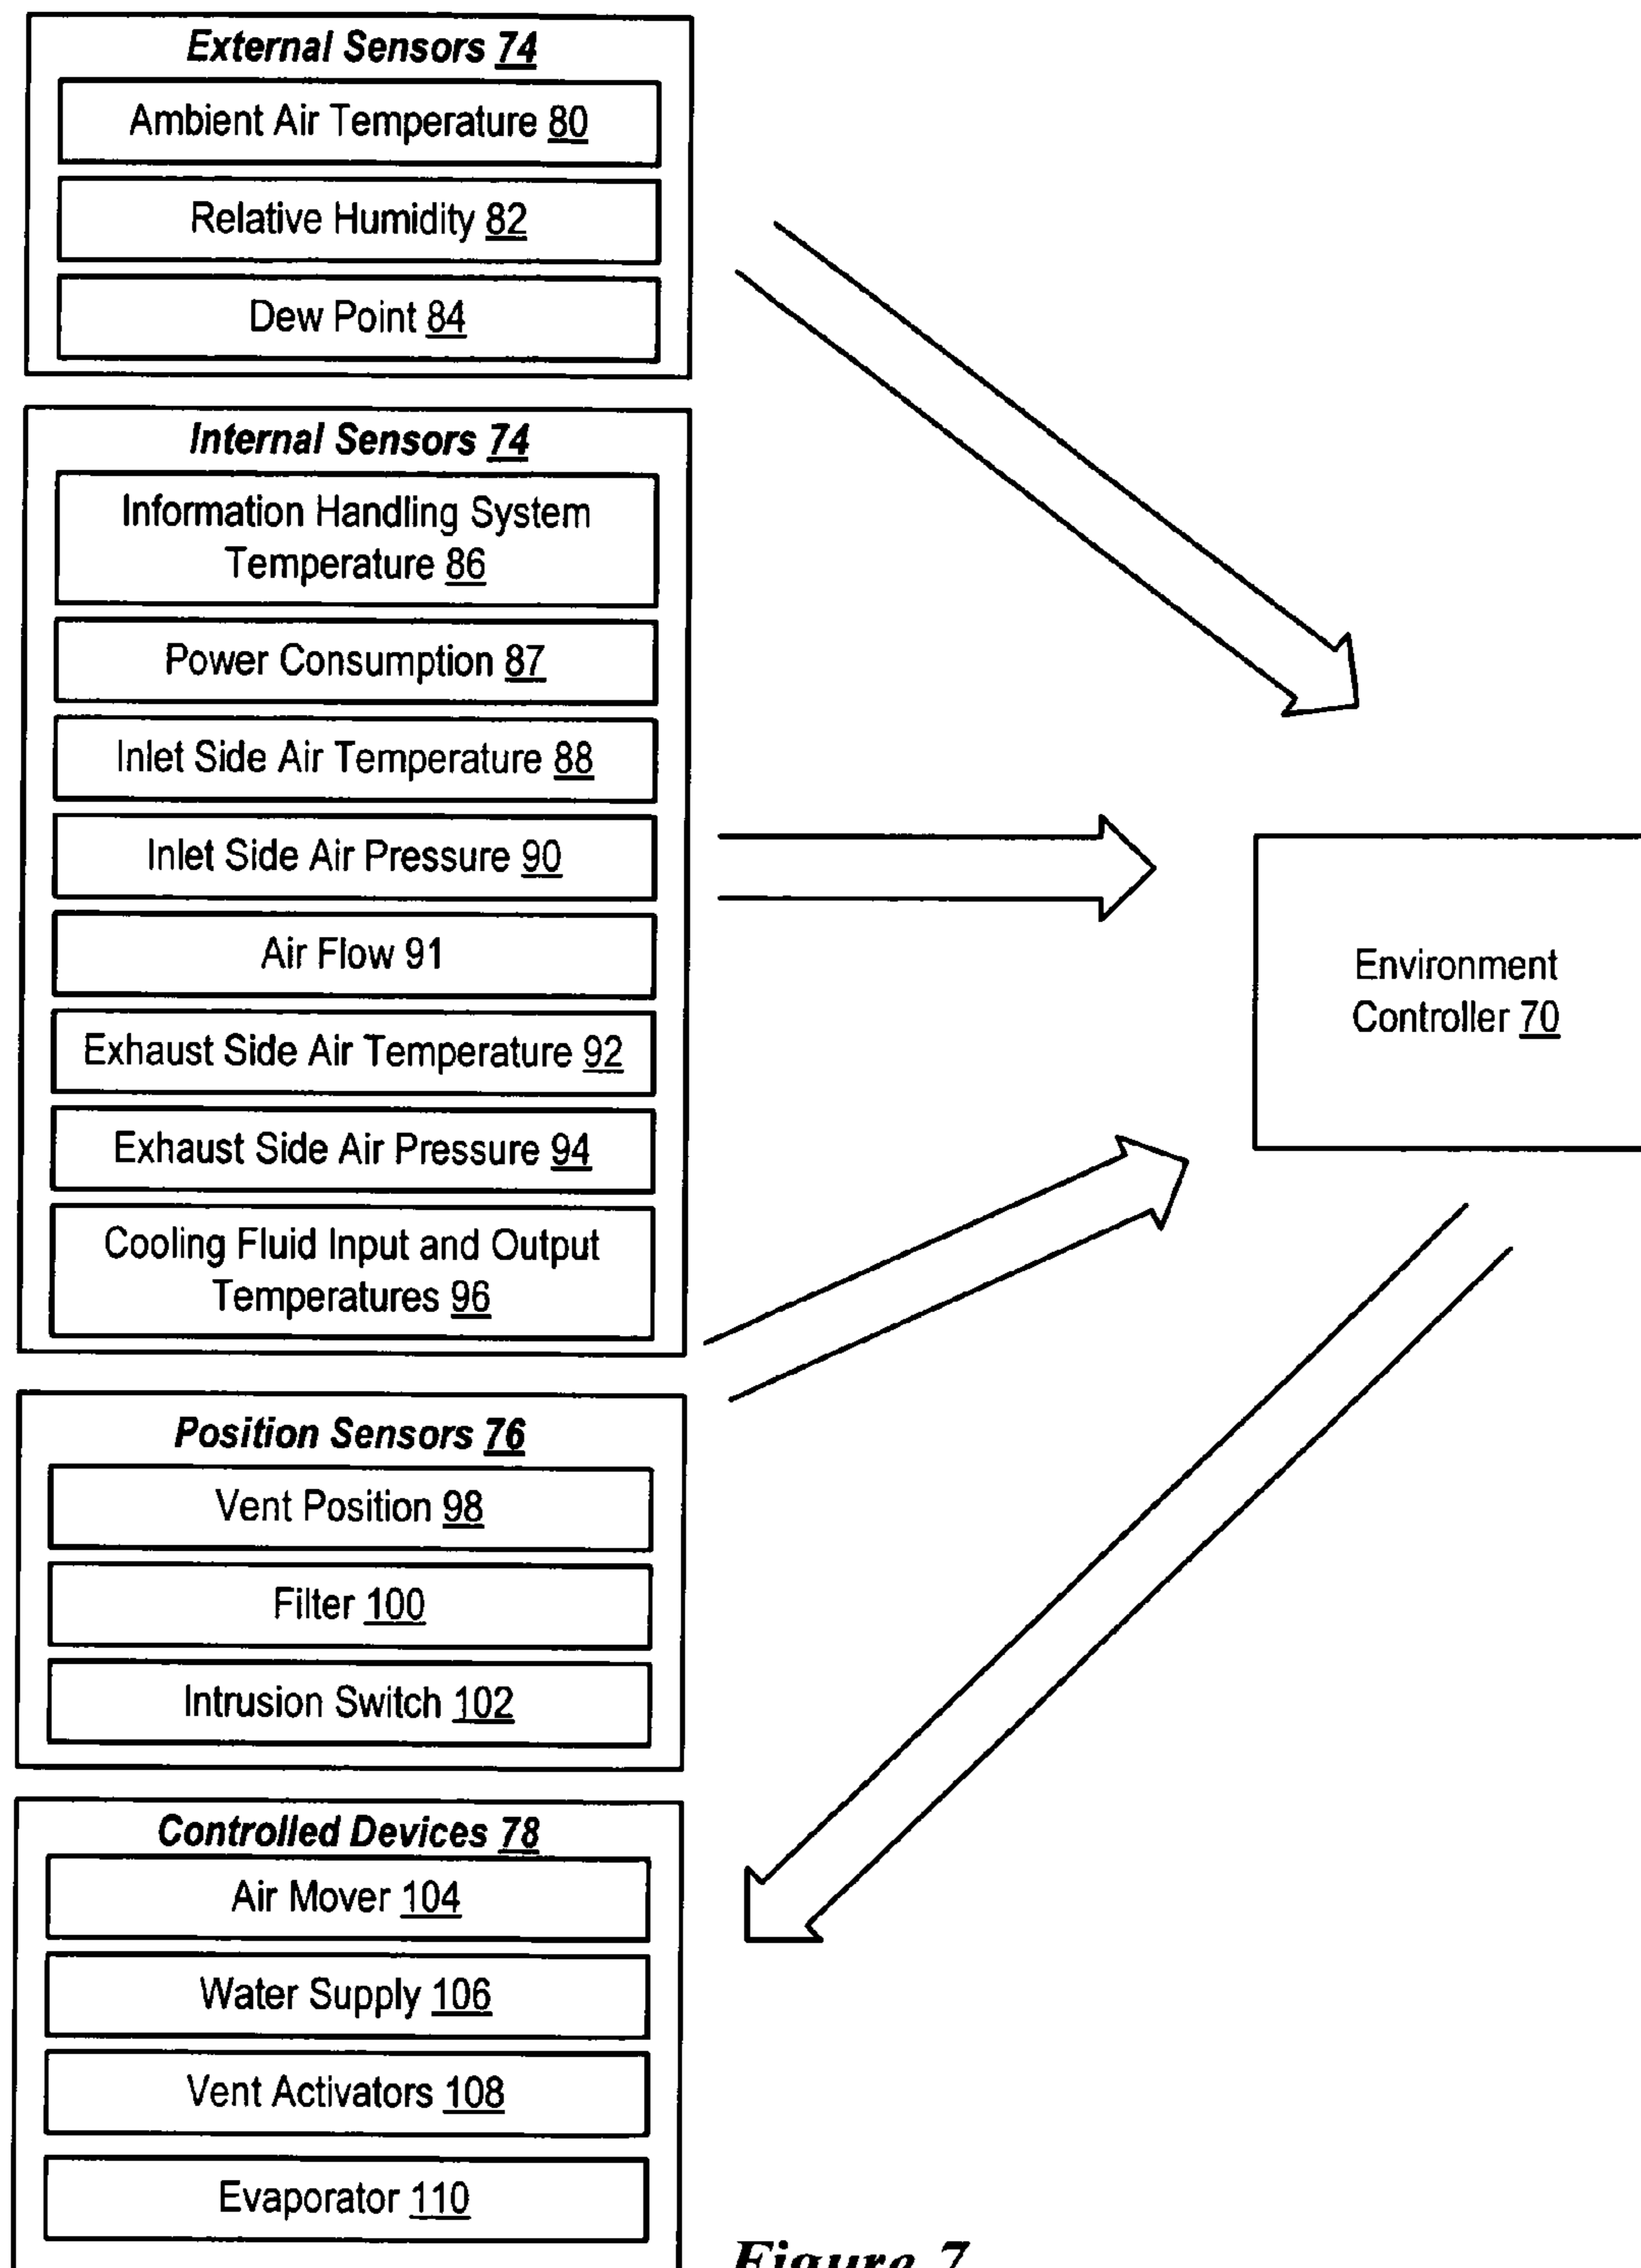 External Sensors 74
Ambient Air Temperature 80
Relative Humidity 82
Dew Point 84
Internal Sensors 74
Information Handling System
Temperature 86
Power Consumption 87
Inlet Side Air Temperature 88
Inlet Side Air Pressure 90
Air Flow 91
Exhaust Side Air Temperature 92
Exhaust Side Air Pressure 94
Cooling Fluid Input and Output
Temperatures 96
Position Sensors 76
Vent Position 98
Filter 100
Intrusion Switch 102
Controlled Devices 78
Air Mover 104
Water Supply 106
Vent Activators 108
Evaporator 110
Environment
Controller 70
Figure 7